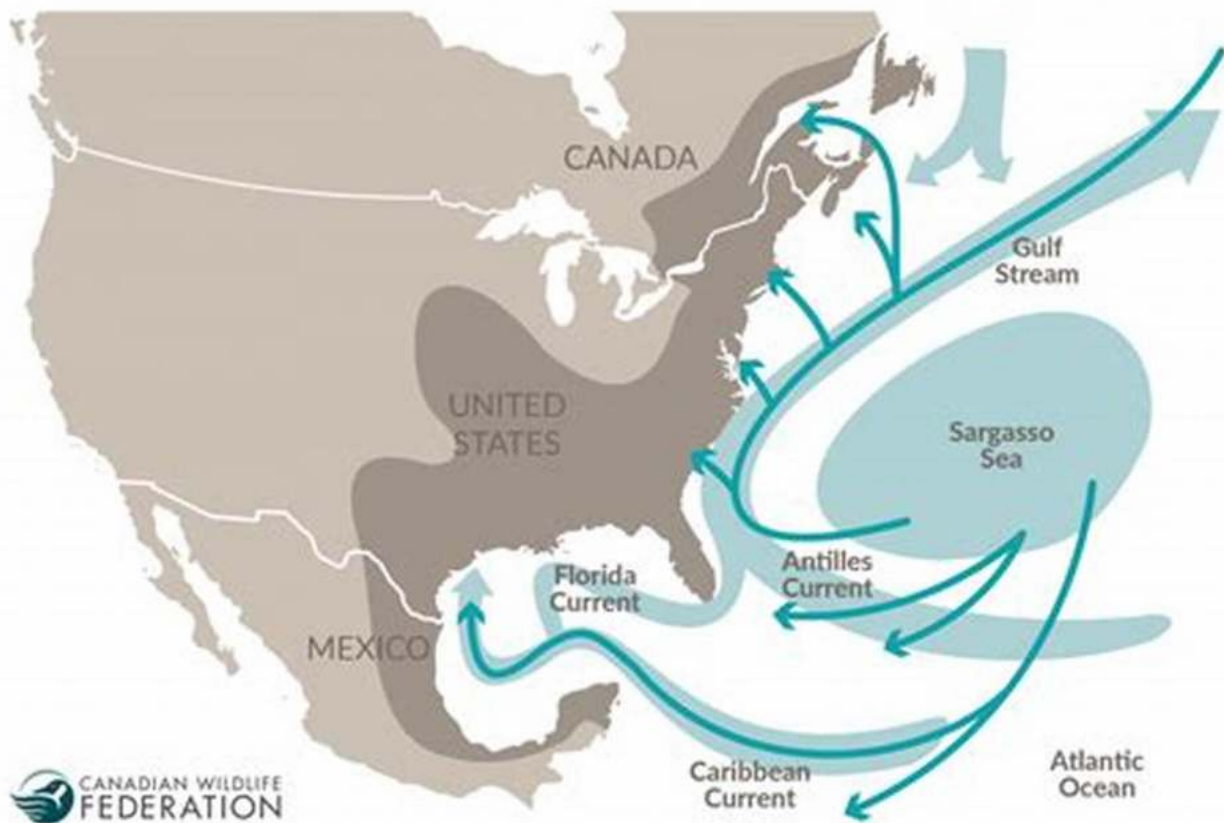 CANADA
Gulf
Stream
UNITED
STATES
Sargasso
Sea
Florida
Current
Antilles
Current
MEXICO
Caribbean
Current
Atlantic
Ocean
CANADIAN WILDLIFE
FEDERATION